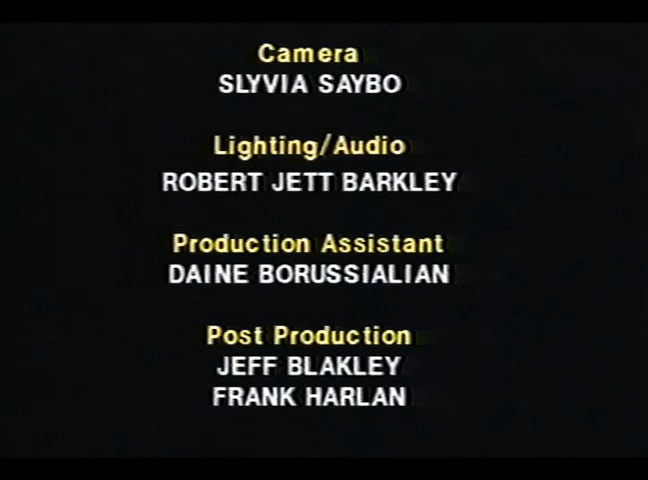 Camera
SLYVIA SAYBO
Lighting/Audio
ROBERT JETT BARKLEY
Production Assistant
DAINE BORUSSIALIAN
Post Production
JEFF BLAKLEY
FRANK HARLAN